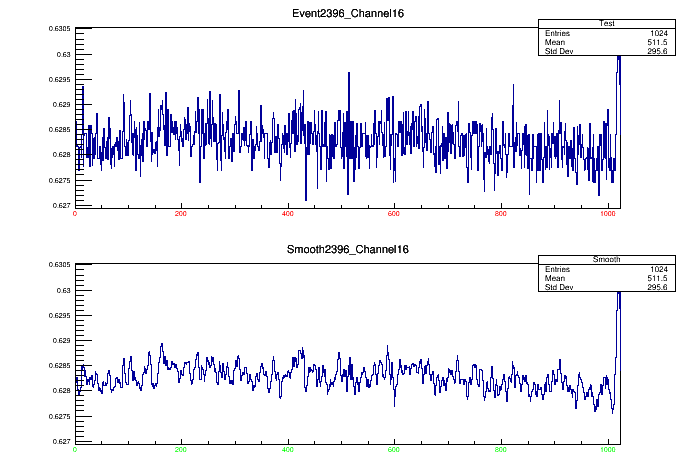 Event2396_Channel16
Test
Entries 1024
Mean 511.5
Std Dev 295.6
0.6305
0.63
0.6295
0.629
0.6285
0.628
0.6275
0.627
0 200 400 600 800 1000
Smooth2396_Channel16
Smooth
Entries 1024
Mean 511.5
Std Dev 295.6
0.6305
0.63
0.6295
0.629
0.6285
0.628
0.6275
0.627
0 200 400 600 800 1000